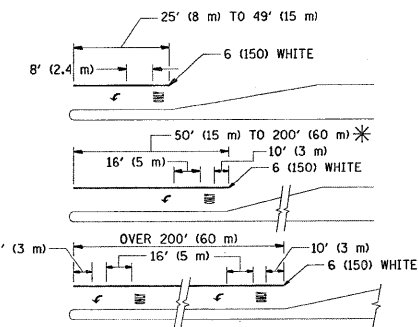 25' (8 m) TO 49' (15 m)
6 (150) WHITE
8' (2.4 m)
50' (15 m) TO 200' (60 m)
16' (5 m)
10' (3 m)
6 (150) WHITE
OVER 200' (60 m)
' (3 m)
16' (5 m)
10' (3 m)
6 (150) WHITE